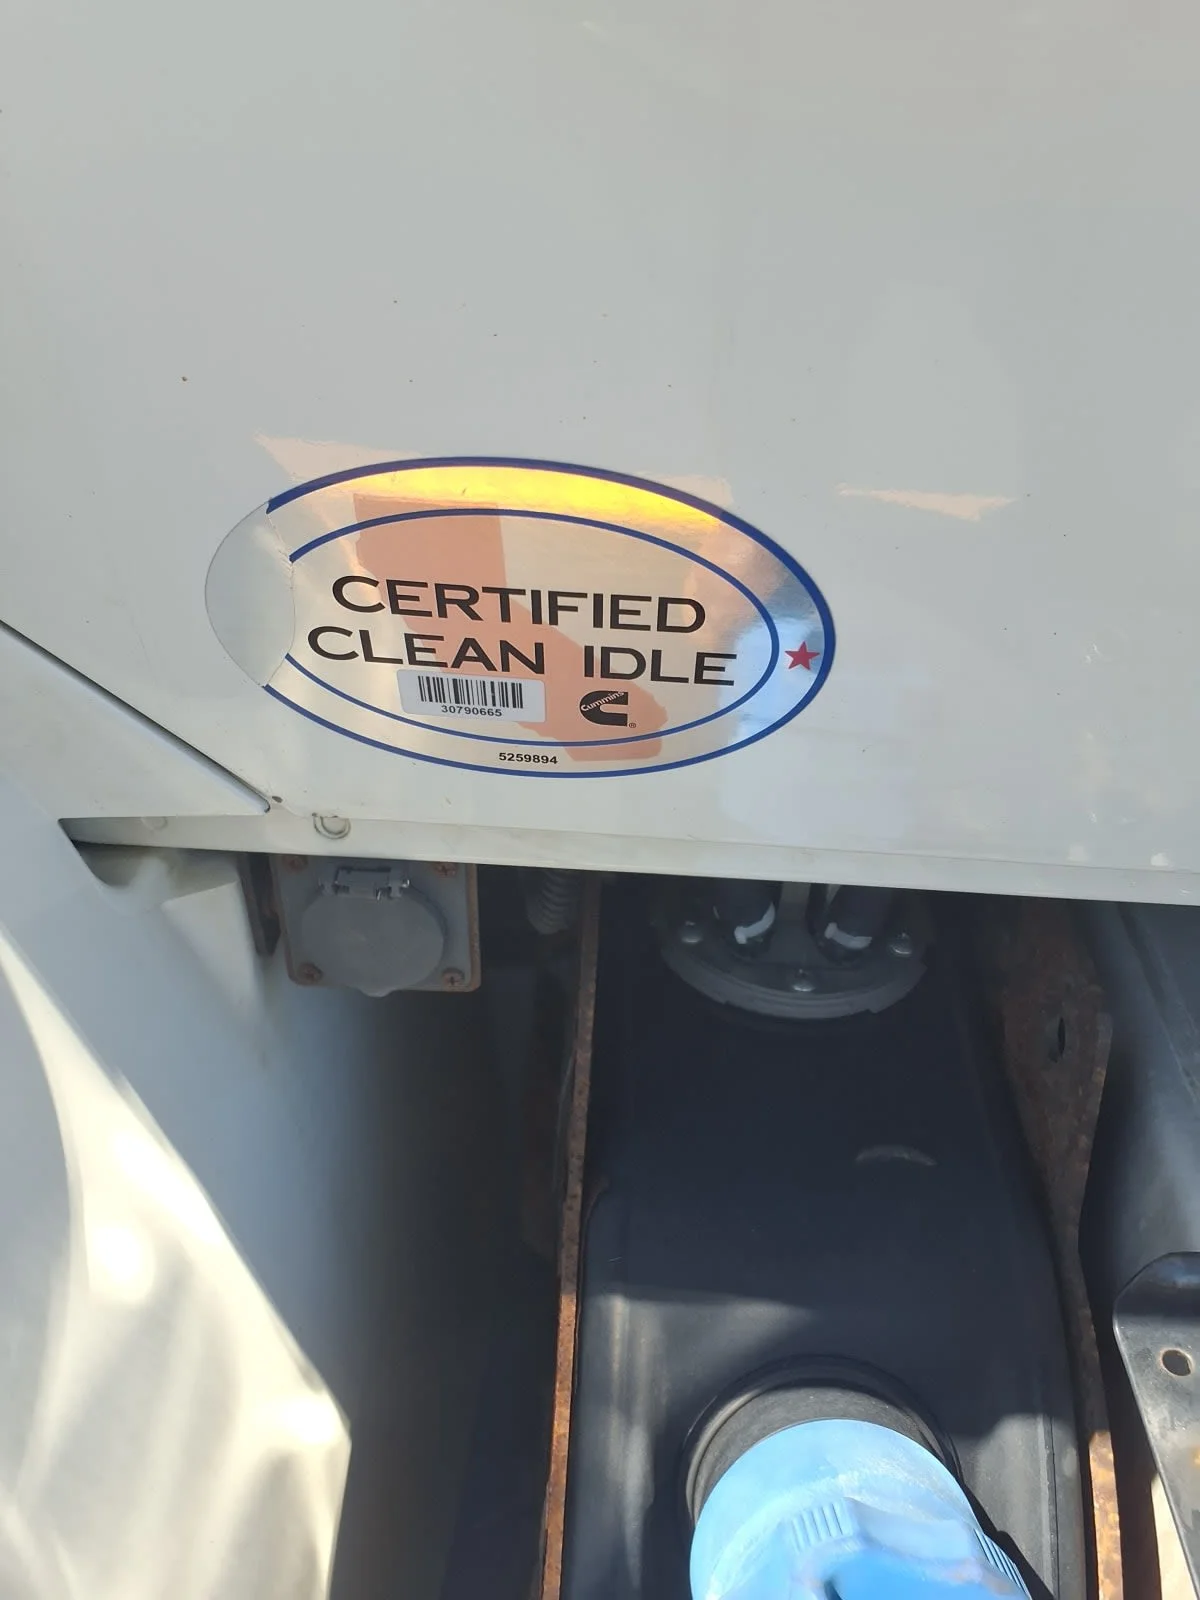 CERTIFIED
CLEAN IDLE
30790665
Cummins
®
5259894